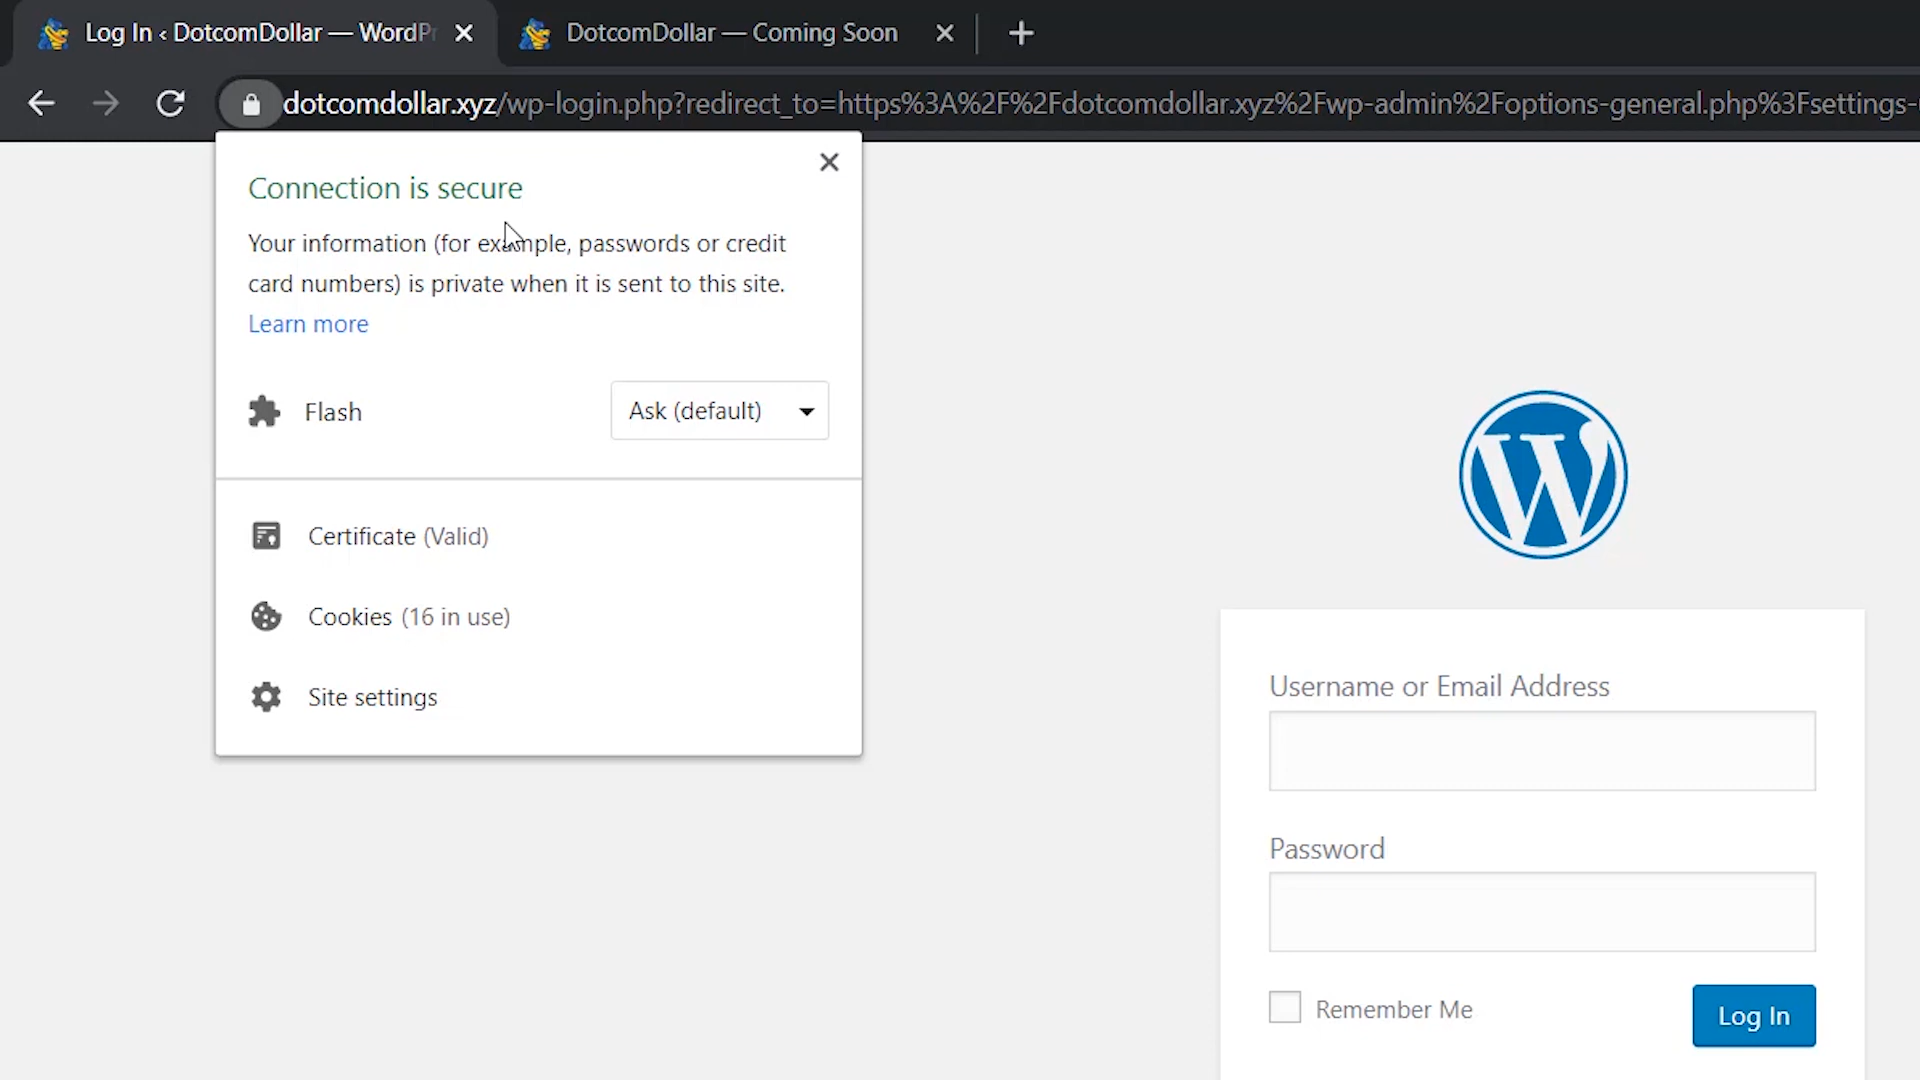 Log In ‹ DotcomDollar — WordPr
DotcomDollar — Coming Soon
dotcomdollar.xyz/wp-login.php?redirect_to=https%3A%2F%2Fdotcomdollar.xyz%2Fwp-admin%2Foptions-general.php%3Fsettings-
Connection is secure
Your information (for example, passwords or credit
card numbers) is private when it is sent to this site.
Learn more
Flash
Ask (default)
Certificate (Valid)
Cookies (16 in use)
Site settings
Username or Email Address
Password
Remember Me
Log In